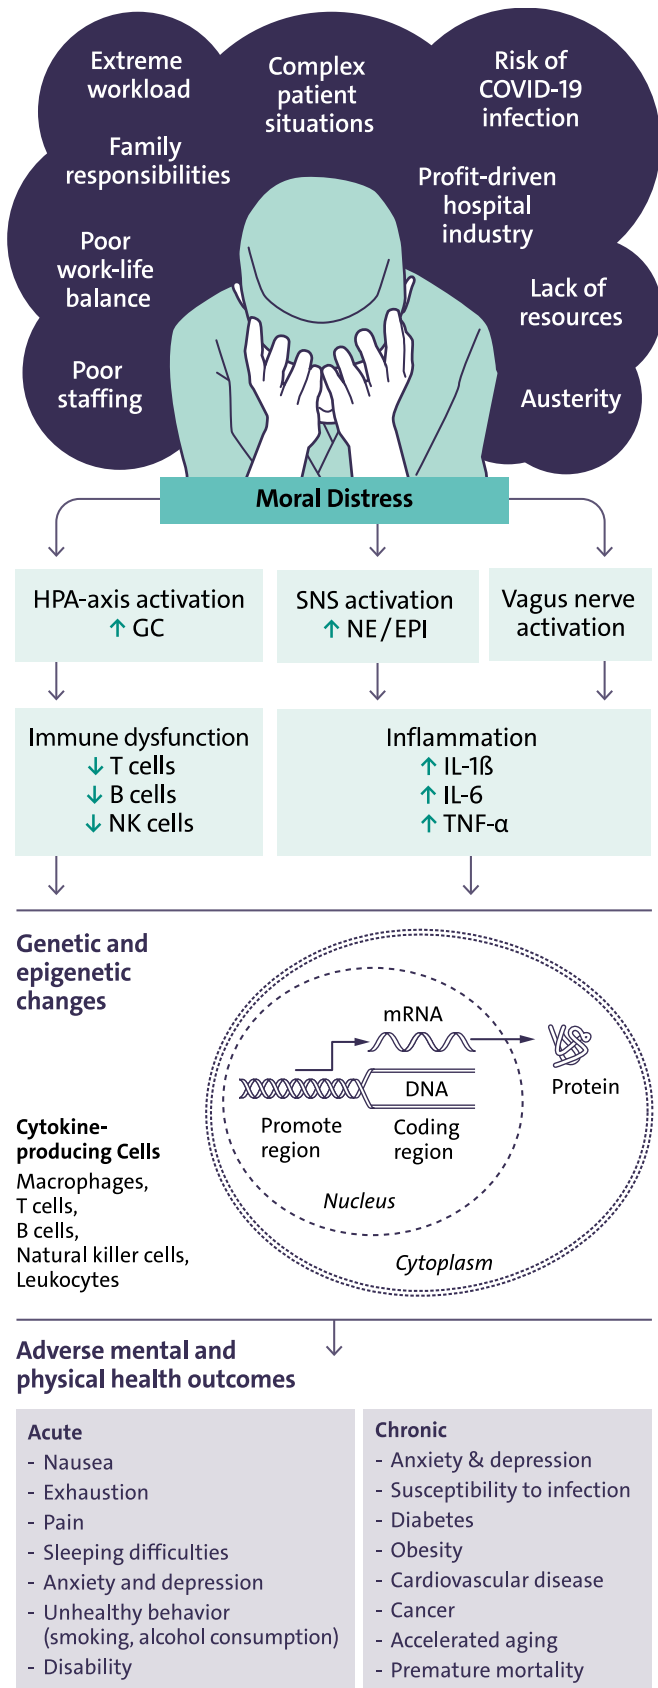 Extreme
workload
Complex
patient
situations
Risk of
COVID-19
infection
Family
responsibilities
Profit-driven
hospital
industry
Poor
work-life
balance
Lack of
resources
Poor
staffing
Austerity
Moral Distress
HPA-axis activation
↑ GC
SNS activation
↑ NE/EPI
Vagus nerve
activation
Immune dysfunction
↓ T cells
↓ B cells
↓ NK cells
Inflammation
↑ IL-1ß
↑ IL-6
↑ TNF-α
Genetic and
epigenetic
changes
mRNA
DNA
Protein
Promote
region
Coding
region
Nucleus
Cytoplasm
Cytokine-
producing Cells
Macrophages,
T cells,
B cells,
Natural killer cells,
Leukocytes
Adverse mental and
physical health outcomes
Acute
- Nausea
- Exhaustion
- Pain
- Sleeping difficulties
- Anxiety and depression
- Unhealthy behavior
(smoking, alcohol consumption)
- Disability
Chronic
- Anxiety & depression
- Susceptibility to infection
- Diabetes
- Obesity
- Cardiovascular disease
- Cancer
- Accelerated aging
- Premature mortality